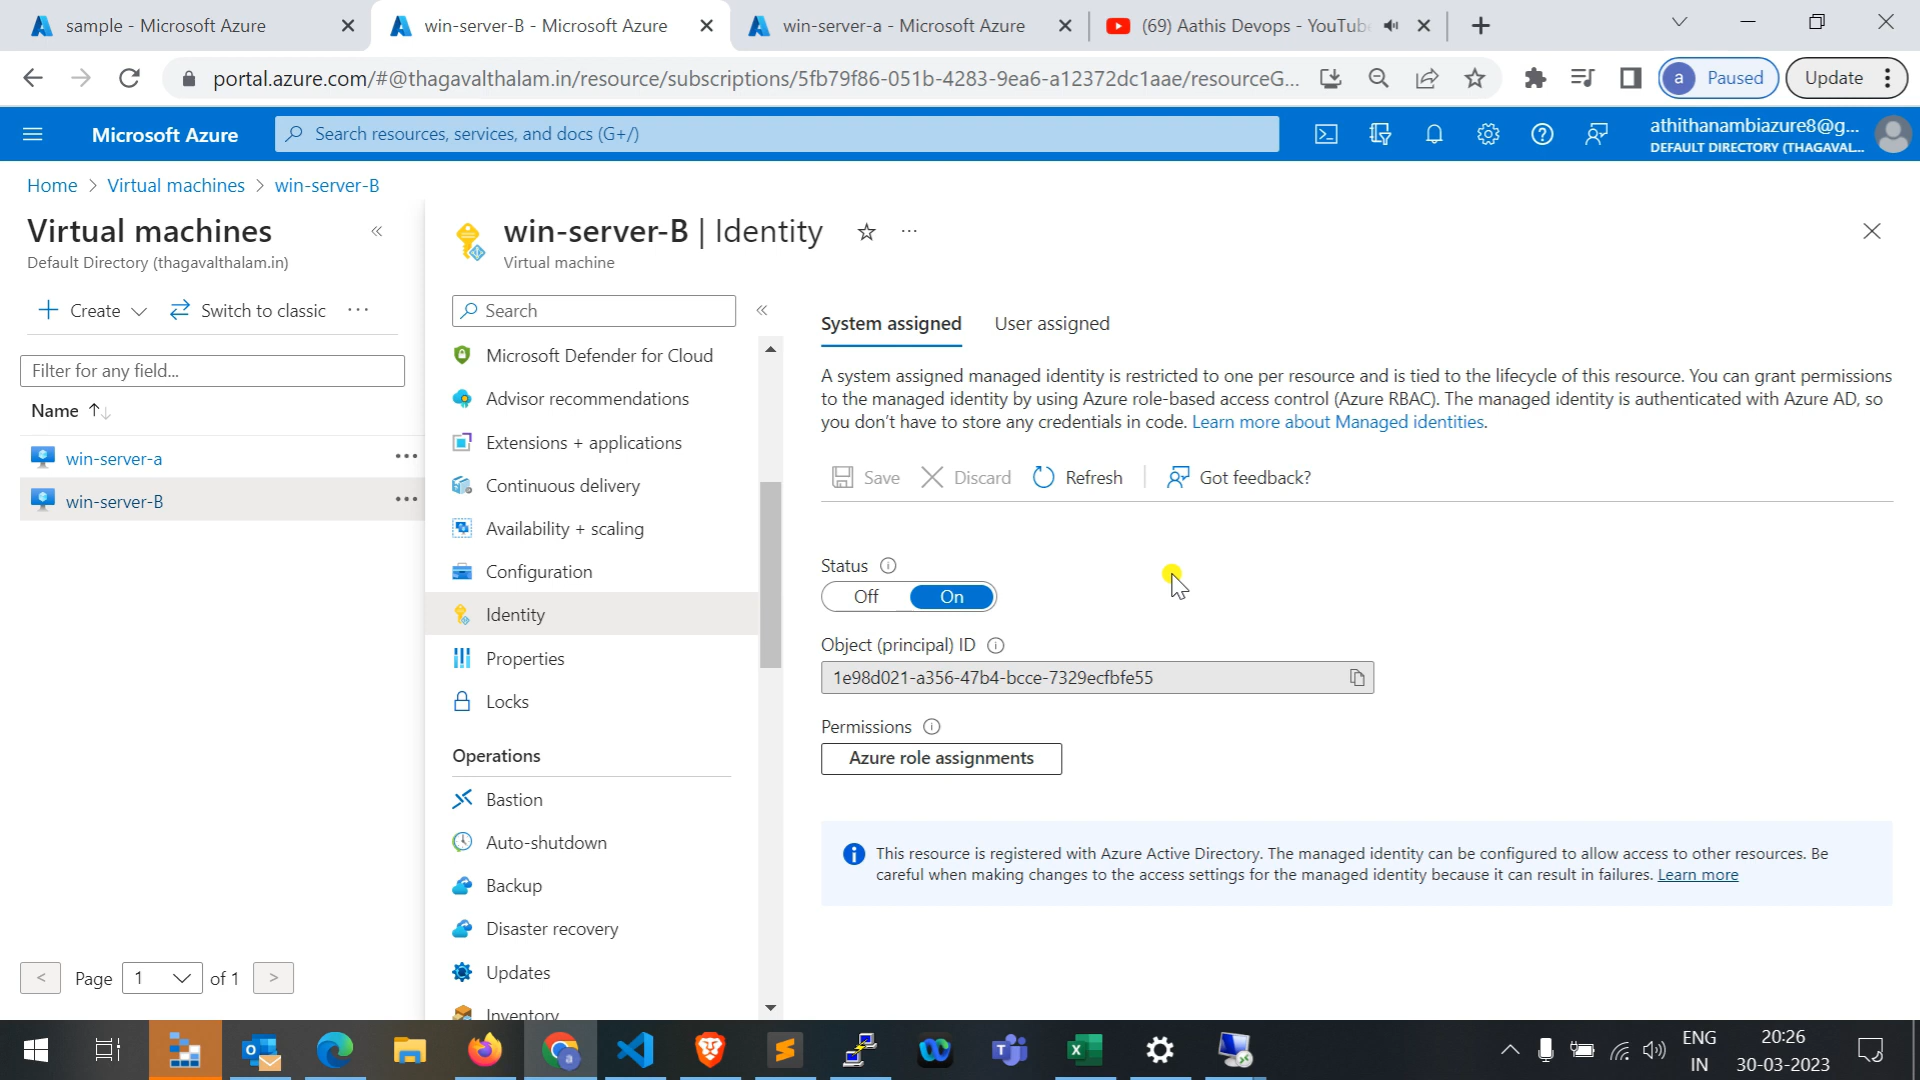 sample - Microsoft Azure
win-server-B - Microsoft Azure
win-server-a - Microsoft Azure
(69) Aathis Devops - YouTub
portal.azure.com/#@thagavalthalam.in/resource/subscriptions/5fb79f86-051b-4283-9ea6-a12372dc1aae/resourceG...
a Paused
Update
Microsoft Azure
Search resources, services, and docs (G+/)
athithanambiazure8@g...
DEFAULT DIRECTORY (THAGAVAL...
Home > Virtual machines > win-server-B
Virtual machines
Default Directory (thagavalthalam.in)
+ Create
Switch to classic
...
Filter for any field...
Name ↑↓
win-server-a ...
win-server-B ...
< Page 1 of 1 >
win-server-B | Identity
Virtual machine
Search
Microsoft Defender for Cloud
Advisor recommendations
Extensions + applications
Continuous delivery
Availability + scaling
Configuration
Identity
Properties
Locks
Operations
Bastion
Auto-shutdown
Backup
Disaster recovery
Updates
Inventory
System assigned
User assigned
A system assigned managed identity is restricted to one per resource and is tied to the lifecycle of this resource. You can grant permissions
to the managed identity by using Azure role-based access control (Azure RBAC). The managed identity is authenticated with Azure AD, so
you don't have to store any credentials in code. Learn more about Managed identities.
Save
Discard
Refresh
Got feedback?
Status
Off On
Object (principal) ID
1e98d021-a356-47b4-bcce-7329ecfbfe55
Permissions
Azure role assignments
This resource is registered with Azure Active Directory. The managed identity can be configured to allow access to other resources. Be
careful when making changes to the access settings for the managed identity because it can result in failures. Learn more
ENG
IN
20:26
30-03-2023